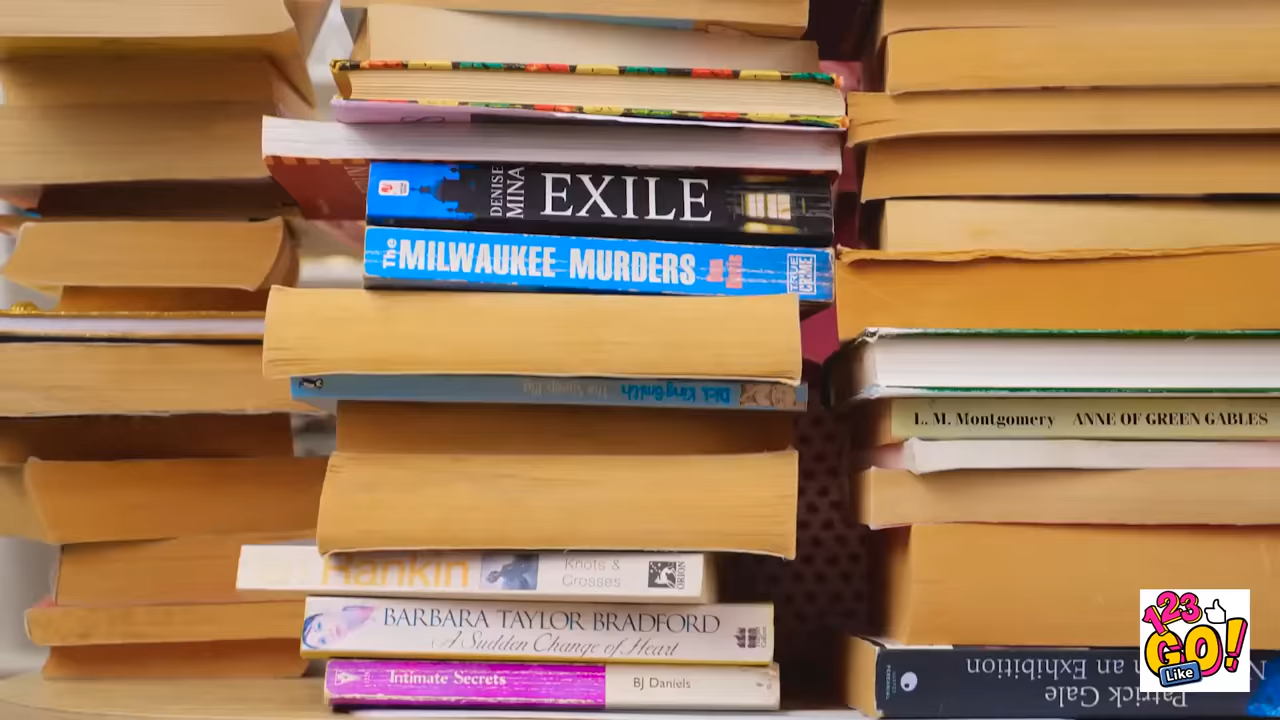 DENISE
MINA
EXILE
The MILWAUKEE MURDERS
TRUE
CRIME
Dick King-Smith
L. M. Montgomery ANNE OF GREEN GABLES
Rankin
Knots &
Crosses
ORION
BARBARA TAYLOR BRADFORD
A Sudden Change of Heart
Intimate Secrets
BJ Daniels
an Exhibition
Patrick Gale
123
GO!
Like